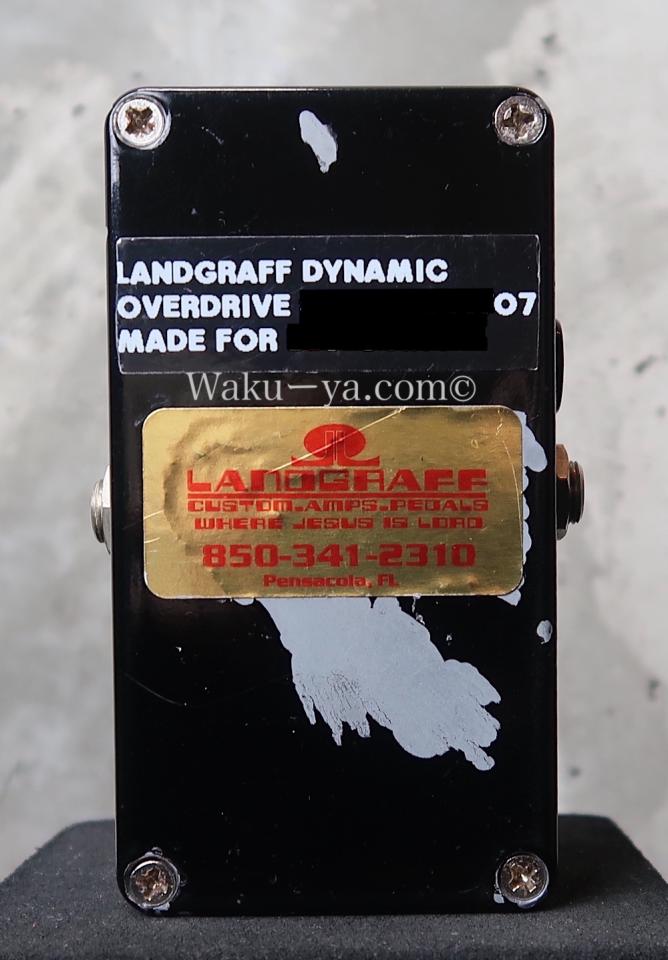 LANDGRAFF DYNAMIC
OVERDRIVE 07
MADE FOR
Waku-ya.com©
LANDGRAFF
CUSTOM.AMPS.PEDALS
WHERE JESUS IS LORD
850-341-2310
Pensacola, FL